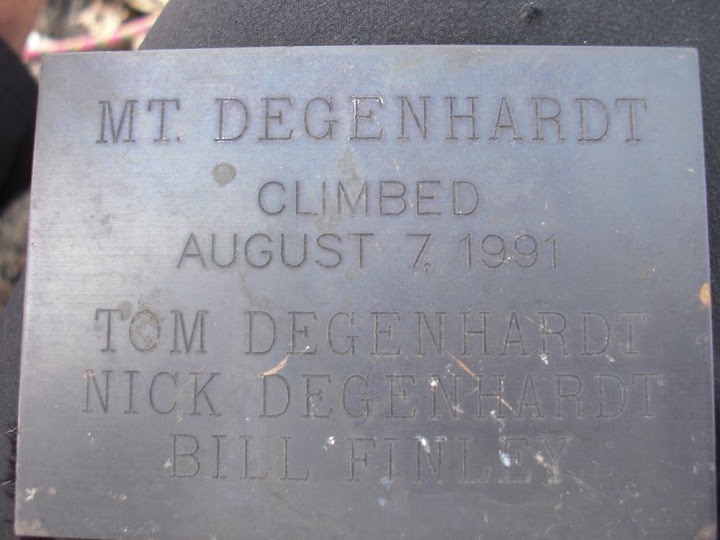 MT. DEGENHARDT
CLIMBED
AUGUST 7, 1991
TOM DEGENHARDT
NICK DEGENHARDT
BILL FINLEY